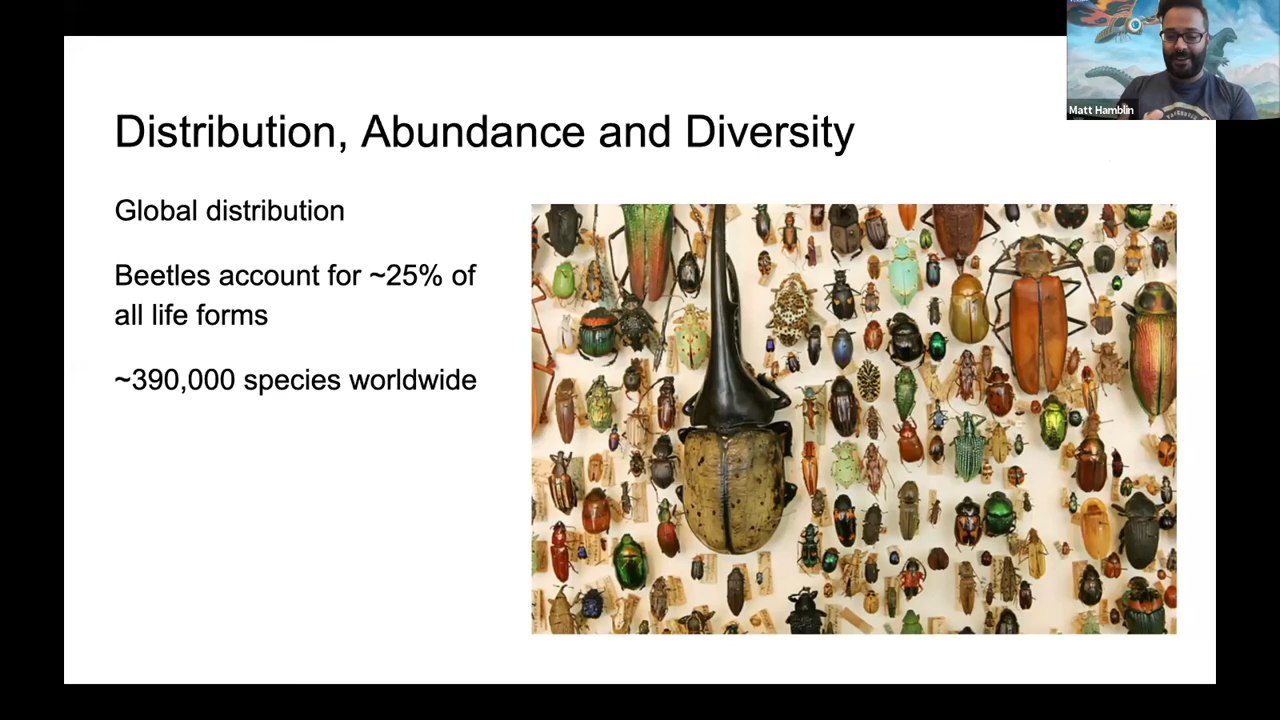 Matt Hamblin
Distribution, Abundance and Diversity
Global distribution
Beetles account for ~25% of
all life forms
~390,000 species worldwide